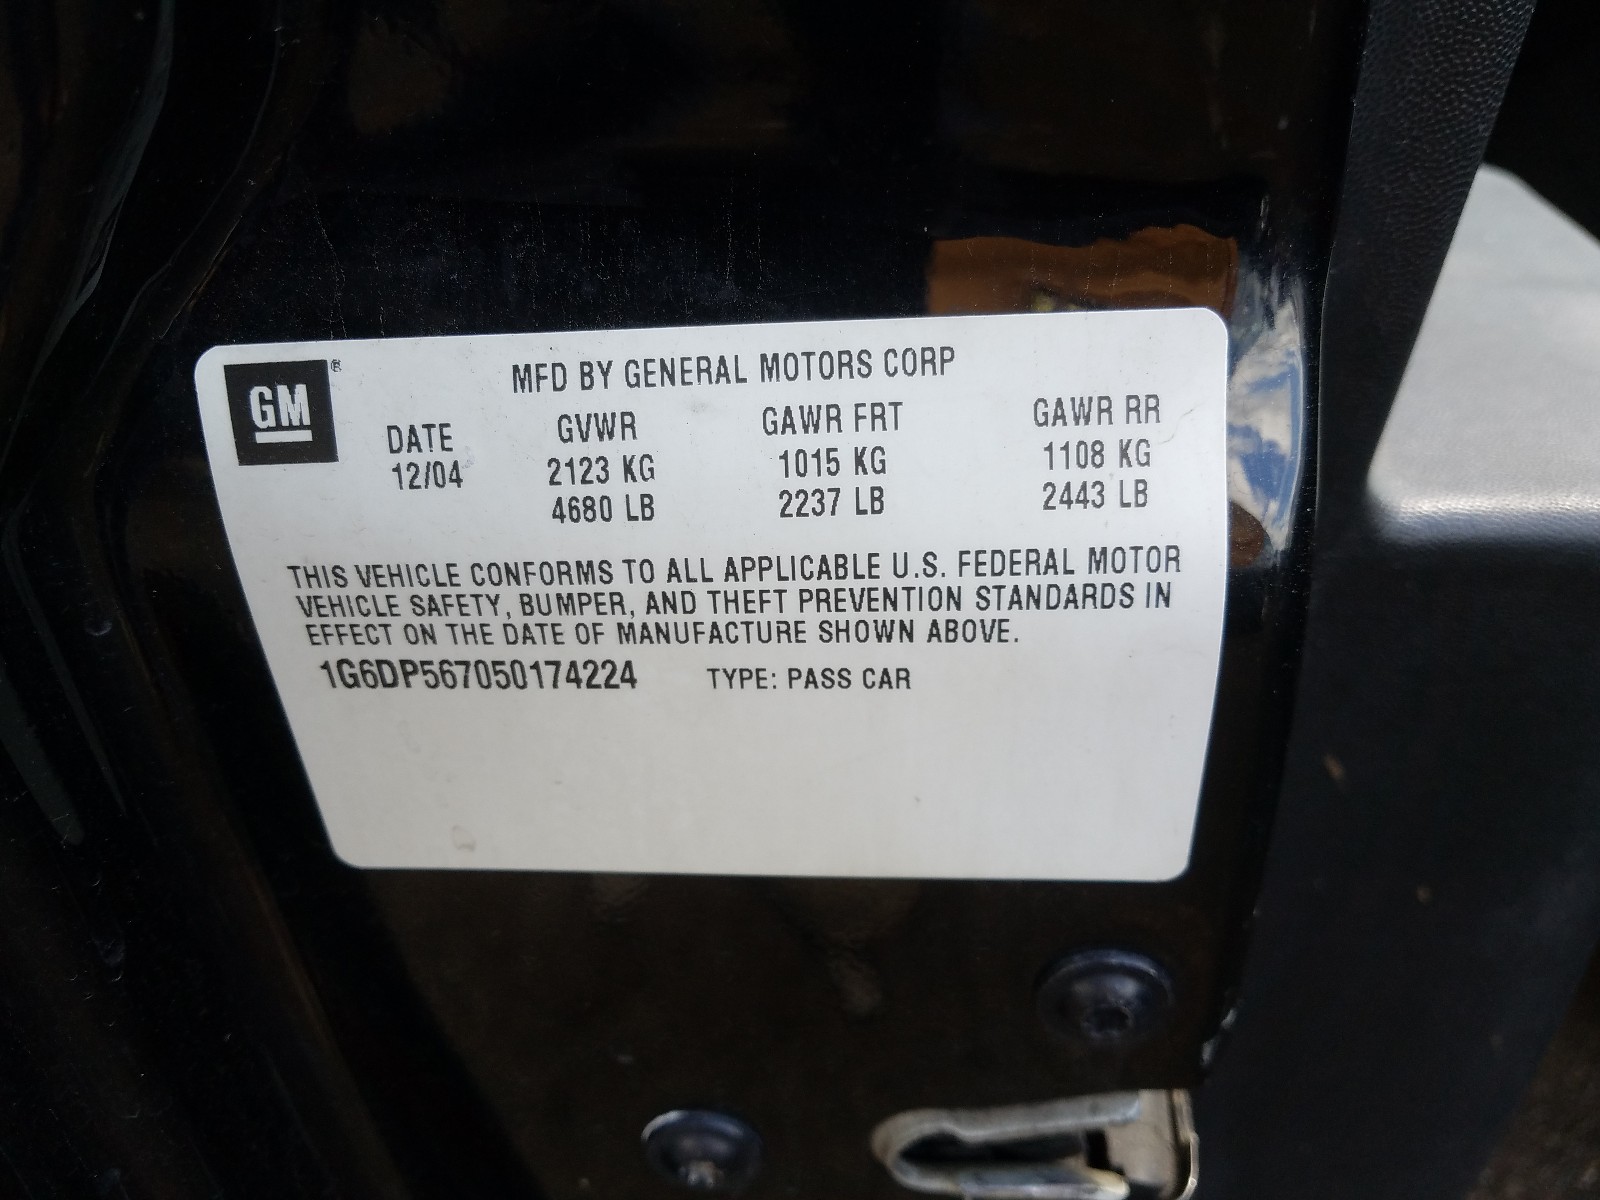 GM ®
MFD BY GENERAL MOTORS CORP
DATE GVWR GAWR FRT GAWR RR
12/04 2123 KG 1015 KG 1108 KG
4680 LB 2237 LB 2443 LB
THIS VEHICLE CONFORMS TO ALL APPLICABLE U.S. FEDERAL MOTOR
VEHICLE SAFETY, BUMPER, AND THEFT PREVENTION STANDARDS IN
EFFECT ON THE DATE OF MANUFACTURE SHOWN ABOVE.
1G6DP567050174224 TYPE: PASS CAR